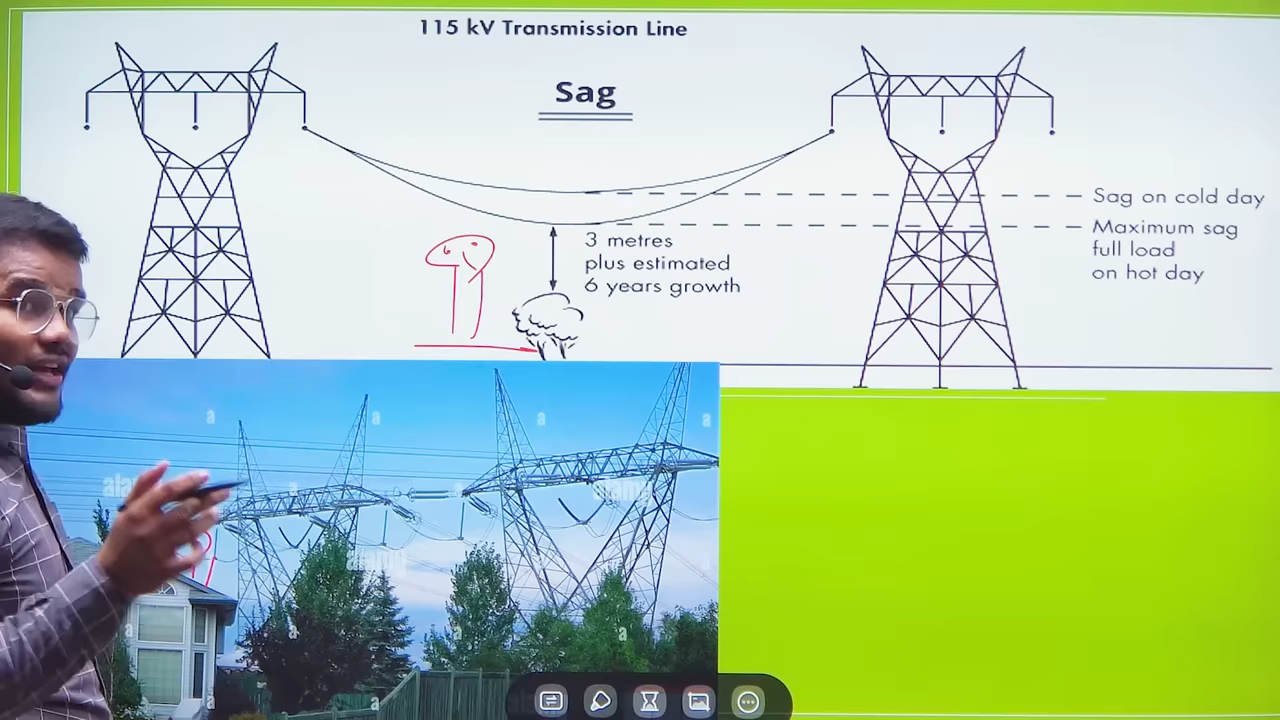 115 kV Transmission Line
Sag
Sag on cold day
Maximum sag
full load
on hot day
3 metres
plus estimated
6 years growth
a
a
a
a
a
alamy
a
a
a
a
a